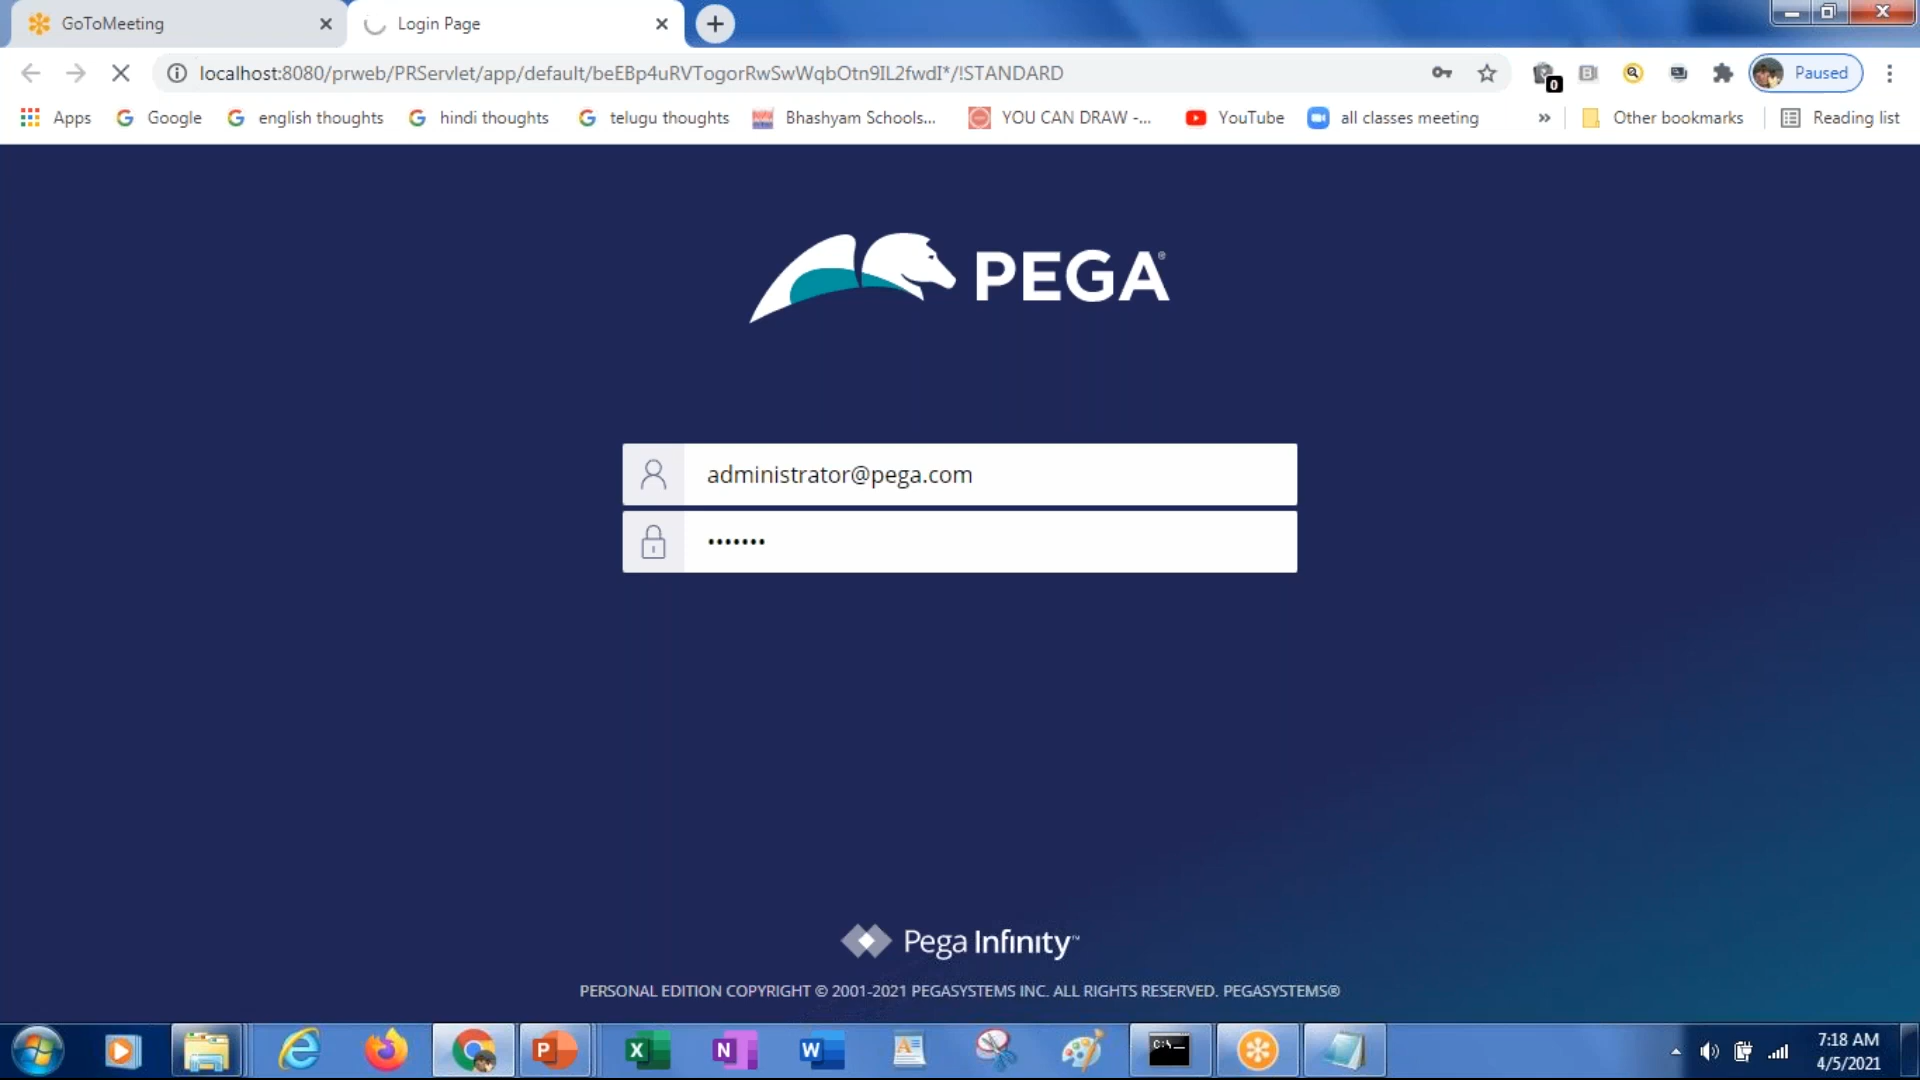 GoToMeeting
Login Page
localhost:8080/prweb/PRServlet/app/default/beEBp4uRVTogorRwSwWqbOtn9IL2fwdI*/!STANDARD
0
Paused
Apps
Google
english thoughts
hindi thoughts
telugu thoughts
Bhashyam Schools...
YOU CAN DRAW -...
YouTube
all classes meeting
»
Other bookmarks
Reading list
PEGA®
administrator@pega.com
•••••••
Pega Infinity™
PERSONAL EDITION COPYRIGHT © 2001-2021 PEGASYSTEMS INC. ALL RIGHTS RESERVED. PEGASYSTEMS®
7:18 AM
4/5/2021